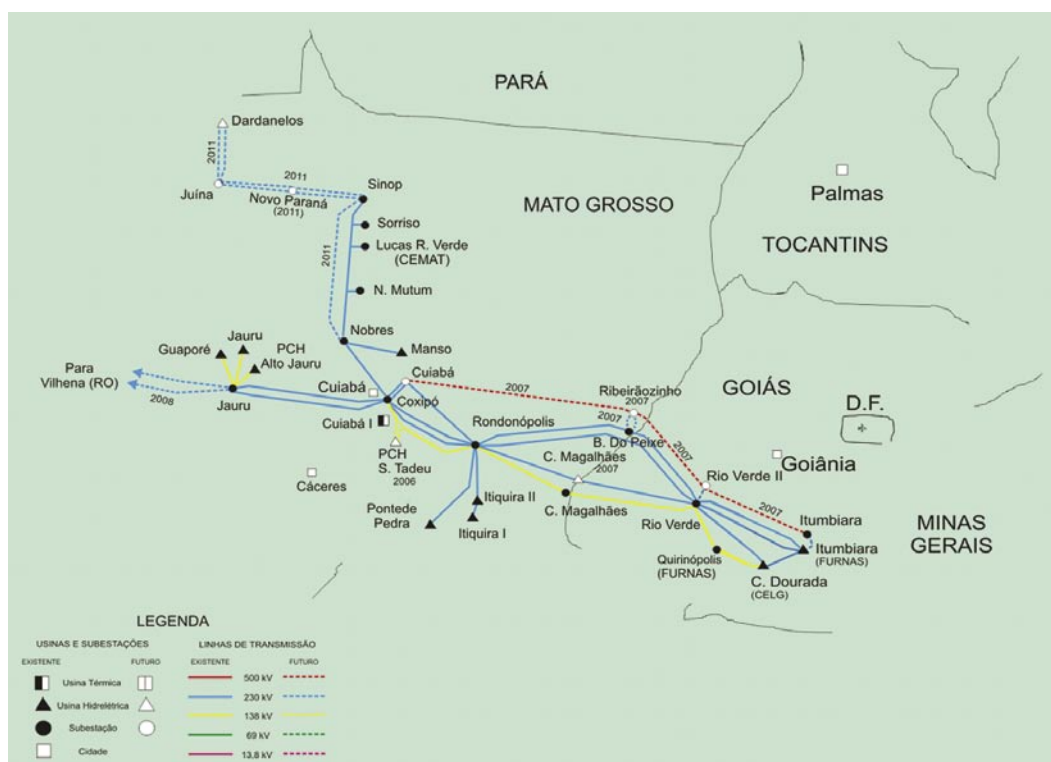 PARÁ
Dardanelos
2011
2011
Juína
Novo Paraná
(2011)
Sinop
MATO GROSSO
Palmas
TOCANTINS
Sorriso
Lucas R. Verde
(CEMAT)
2011
N. Mutum
Nobres
Manso
Jauru
Guaporé
PCH
Alto Jauru
Para
Vilhena (RO)
2008
Jauru
Cuiabá
Cuiabá
Coxipó
Cuiabá I
PCH
S. Tadeu
2006
Cáceres
2007
Ribeirãozinho
2007
2007
Rondonópolis
B. Do Peixe
C. Magalhães
2007
2007
GOIÁS
D.F.
Goiânia
Rio Verde II
Pontede
Pedra
Itiquira II
Itiquira I
C. Magalhães
Rio Verde
2007
Itumbiara
Itumbiara
(FURNAS)
MINAS
GERAIS
Quirinópolis
(FURNAS)
C. Dourada
(CELG)
LEGENDA
USINAS E SUBESTAÇÕES
LINHAS DE TRANSMISSÃO
EXISTENTE
FUTURO
EXISTENTE
FUTURO
Usina Térmica
500 kV
Usina Hidrelétrica
230 kV
138 kV
Subestação
69 kV
Cidade
13,8 kV